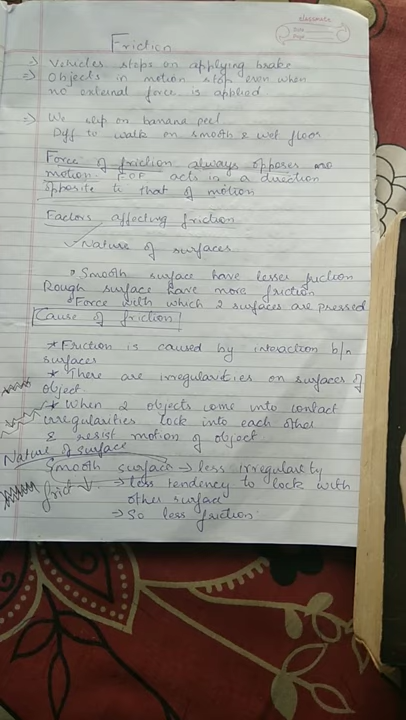 classmate
Date
Page
Friction
⇒ Vehicles stops on applying brake
⇒ Objects in motion stop even when
no external force is applied
⇒ We slip on banana peel
Diff to walk on smooth & wet floor
Force of friction always opposes mo
motion. FOF acts in a direction
opposite to that of motion
Factors affecting friction
✓ Nature of surfaces
• Smooth surface have lesser friction
Rough surface have more friction
• Force with which 2 surfaces are pressed
Cause of friction
* Friction is caused by interaction b/n
surfaces
* There are irregularities on surfaces of
object.
* When 2 objects come into contact
irregularities lock into each other
& resist motion of object
Nature of surface
Smooth surface → less irregularity
frict ↓ → less tendency to lock with
other surface
→ So less friction